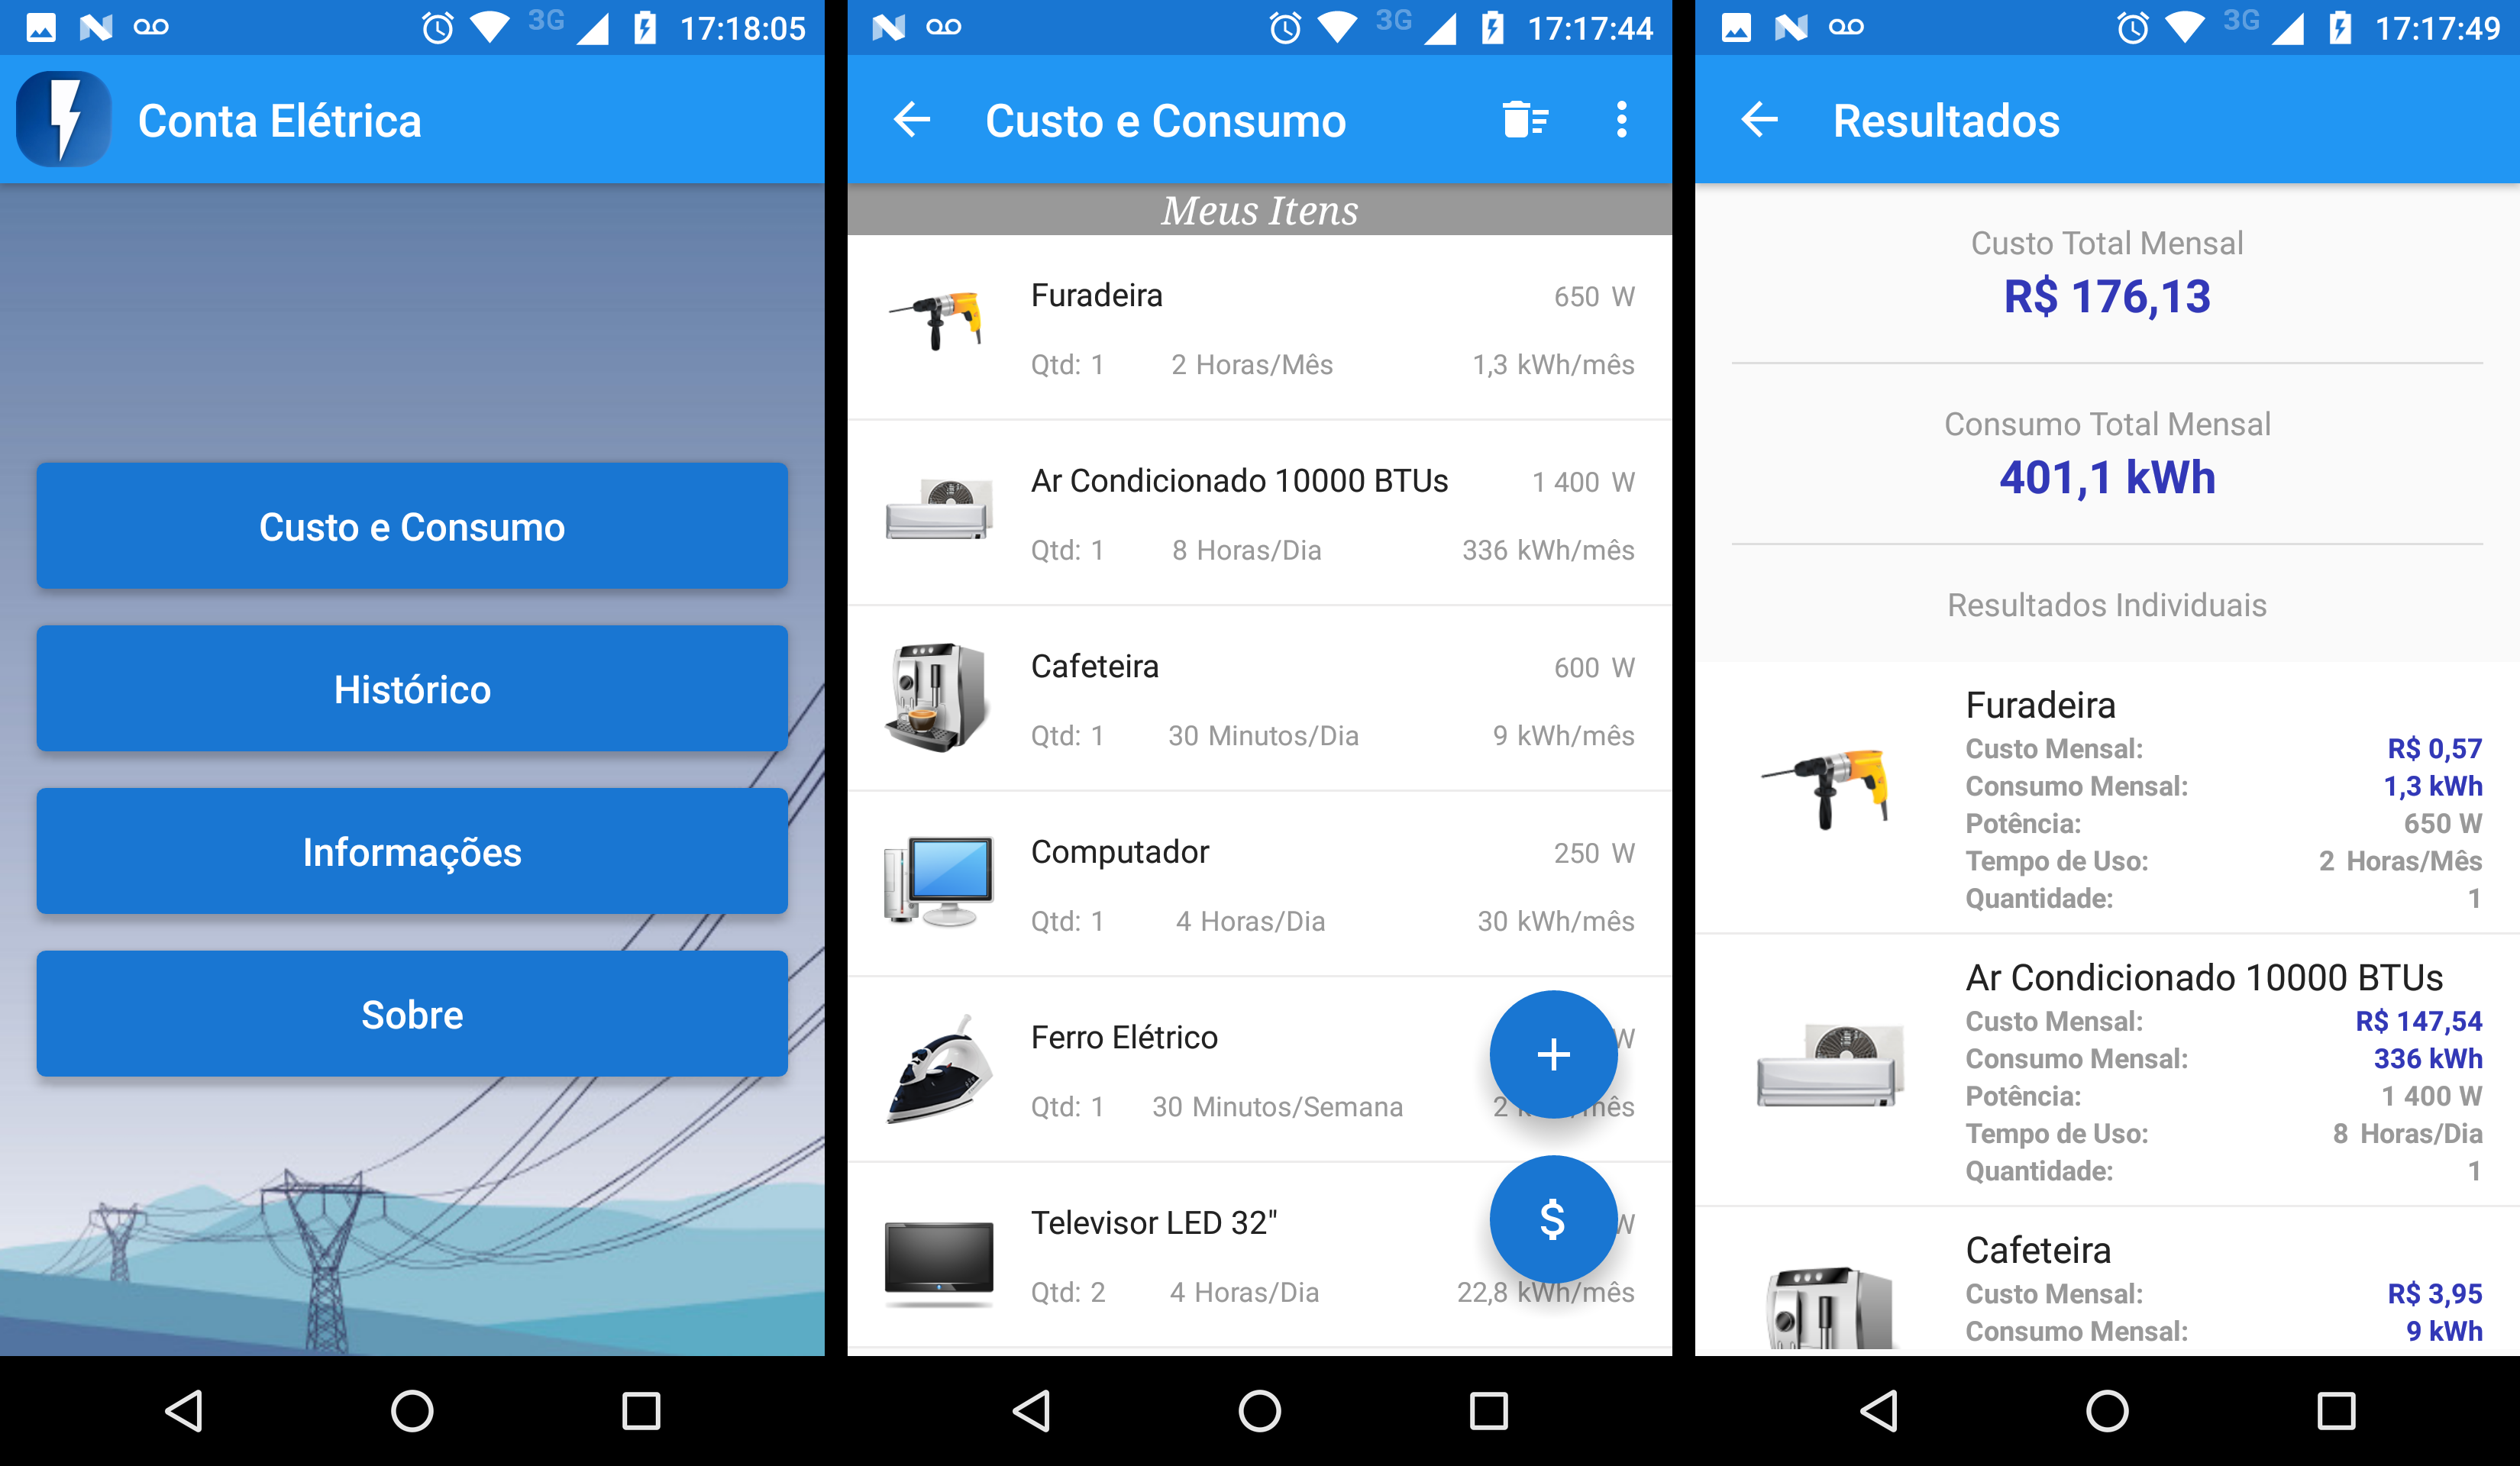 3G 17:18:05
Conta Elétrica
Custo e Consumo
Histórico
Informações
Sobre
3G 17:17:44
Custo e Consumo
Meus Itens
Furadeira 650 W
Qtd: 1 2 Horas/Mês 1,3 kWh/mês
Ar Condicionado 10000 BTUs 1 400 W
Qtd: 1 8 Horas/Dia 336 kWh/mês
Cafeteira 600 W
Qtd: 1 30 Minutos/Dia 9 kWh/mês
Computador 250 W
Qtd: 1 4 Horas/Dia 30 kWh/mês
Ferro Elétrico W
Qtd: 1 30 Minutos/Semana 2
Televisor LED 32" W
Qtd: 2 4 Horas/Dia 22,8 kWh/mês
3G 17:17:49
Resultados
Custo Total Mensal
R$ 176,13
Consumo Total Mensal
401,1 kWh
Resultados Individuais
Furadeira
Custo Mensal: R$ 0,57
Consumo Mensal: 1,3 kWh
Potência: 650 W
Tempo de Uso: 2 Horas/Mês
Quantidade: 1
Ar Condicionado 10000 BTUs
Custo Mensal: R$ 147,54
Consumo Mensal: 336 kWh
Potência: 1 400 W
Tempo de Uso: 8 Horas/Dia
Quantidade: 1
Cafeteira
Custo Mensal: R$ 3,95
Consumo Mensal: 9 kWh